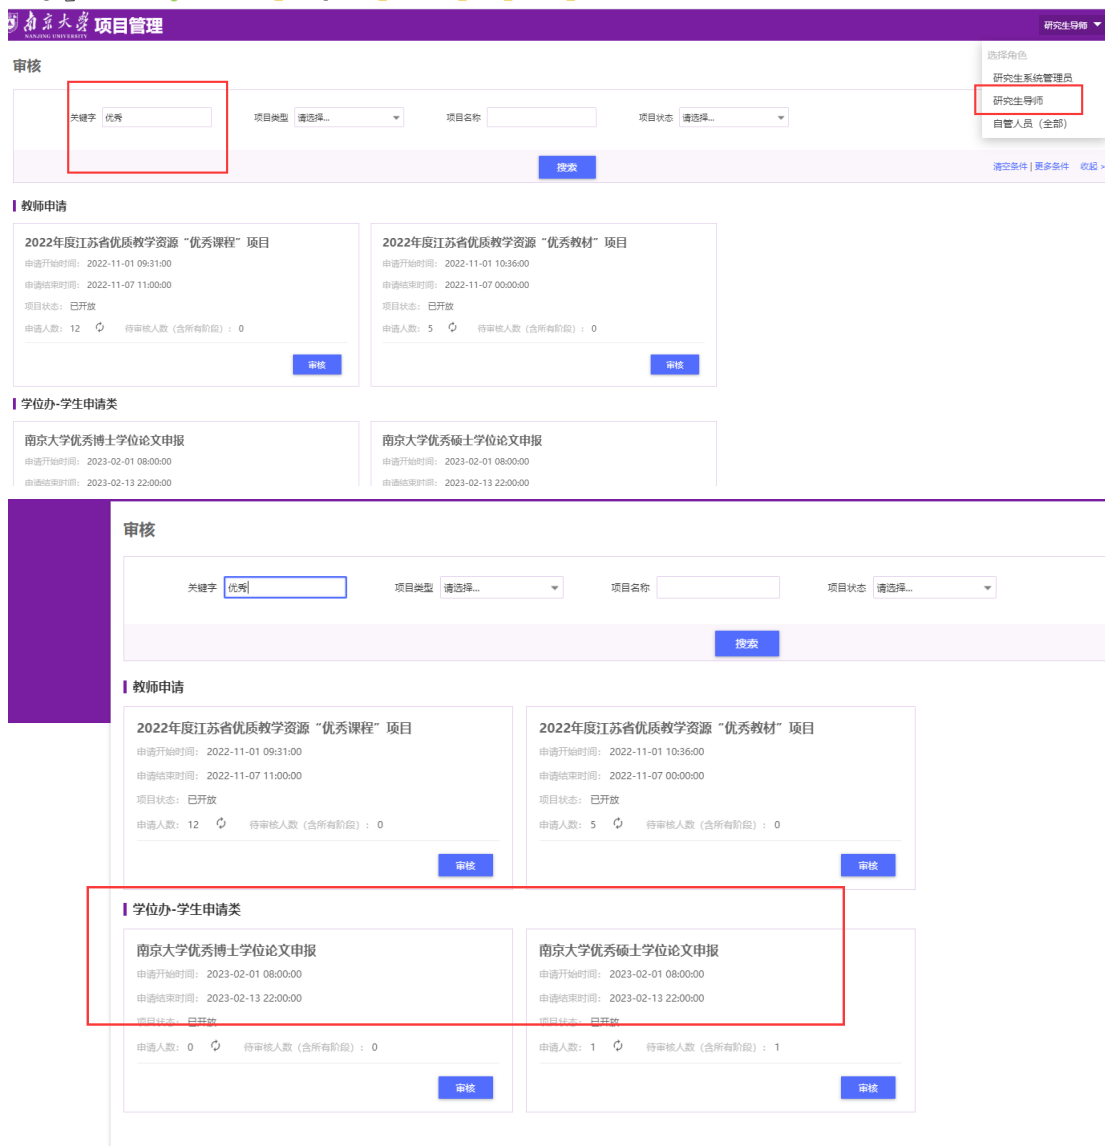 南京大学 项目管理
NANJING UNIVERSITY
研究生导师
选择角色
研究生系统管理员
研究生导师
自管人员（全部）
审核
关键字 优秀 项目类型 请选择... 项目名称 项目状态 请选择...
搜索
清空条件 | 更多条件 收起
教师申请
2022年度江苏省优质教学资源“优秀课程”项目
申请开始时间： 2022-11-01 09:31:00
申请结束时间： 2022-11-07 11:00:00
项目状态： 已开放
申请人数： 12 待审核人数（含所有阶段）： 0
审核
2022年度江苏省优质教学资源“优秀教材”项目
申请开始时间： 2022-11-01 10:36:00
申请结束时间： 2022-11-07 00:00:00
项目状态： 已开放
申请人数： 5 待审核人数（含所有阶段）： 0
审核
学位办-学生申请类
南京大学优秀博士学位论文申报
申请开始时间： 2023-02-01 08:00:00
申请结束时间： 2023-02-13 22:00:00
南京大学优秀硕士学位论文申报
申请开始时间： 2023-02-01 08:00:00
申请结束时间： 2023-02-13 22:00:00
审核
关键字 优秀 项目类型 请选择... 项目名称 项目状态 请选择...
搜索
教师申请
2022年度江苏省优质教学资源“优秀课程”项目
申请开始时间： 2022-11-01 09:31:00
申请结束时间： 2022-11-07 11:00:00
项目状态： 已开放
申请人数： 12 待审核人数（含所有阶段）： 0
审核
2022年度江苏省优质教学资源“优秀教材”项目
申请开始时间： 2022-11-01 10:36:00
申请结束时间： 2022-11-07 00:00:00
项目状态： 已开放
申请人数： 5 待审核人数（含所有阶段）： 0
审核
学位办-学生申请类
南京大学优秀博士学位论文申报
申请开始时间： 2023-02-01 08:00:00
申请结束时间： 2023-02-13 22:00:00
项目状态： 已开放
申请人数： 0 待审核人数（含所有阶段）： 0
审核
南京大学优秀硕士学位论文申报
申请开始时间： 2023-02-01 08:00:00
申请结束时间： 2023-02-13 22:00:00
项目状态： 已开放
申请人数： 1 待审核人数（含所有阶段）： 1
审核